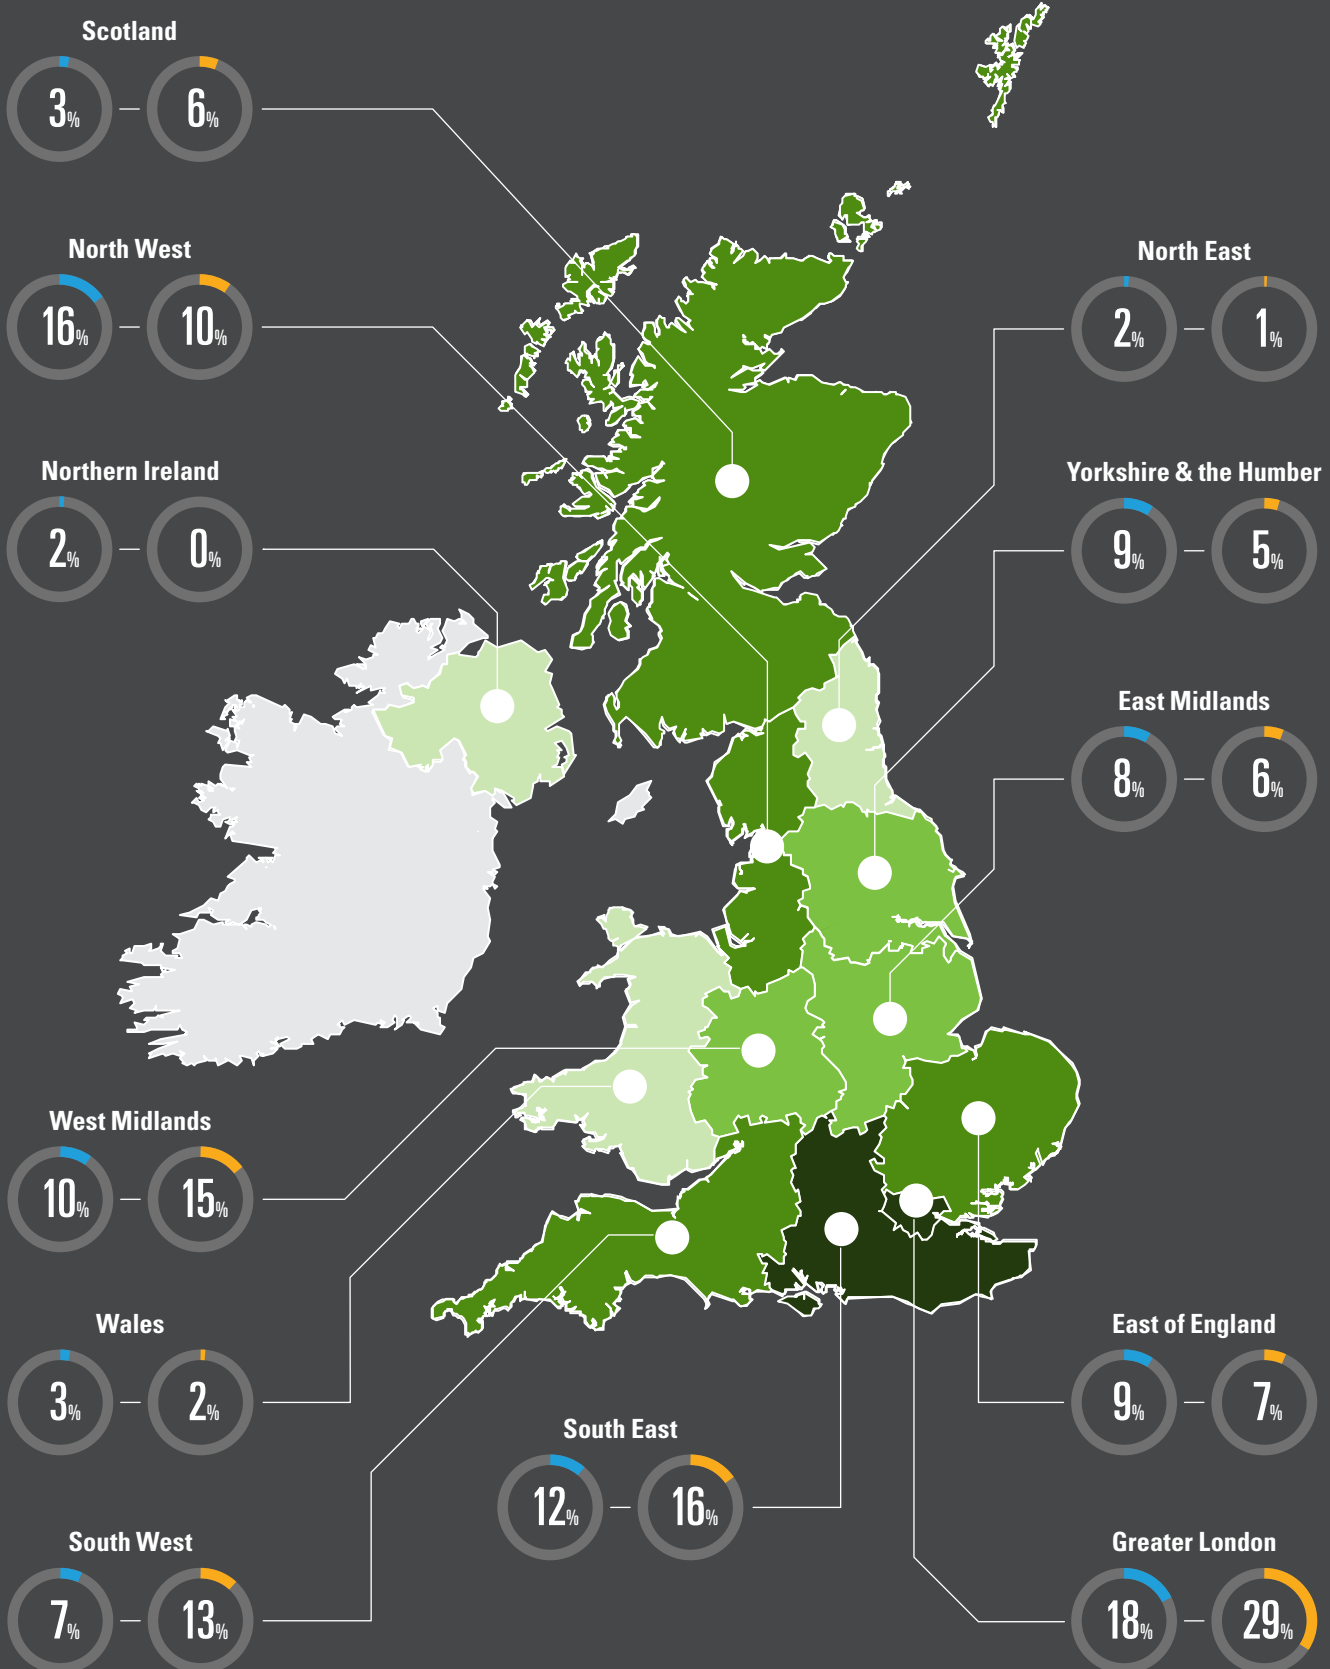 Scotland
3% 6%
North West
16% 10%
Northern Ireland
2% 0%
North East
2% 1%
Yorkshire & the Humber
9% 5%
East Midlands
8% 6%
West Midlands
10% 15%
Wales
3% 2%
South West
7% 13%
South East
12% 16%
East of England
9% 7%
Greater London
18% 29%